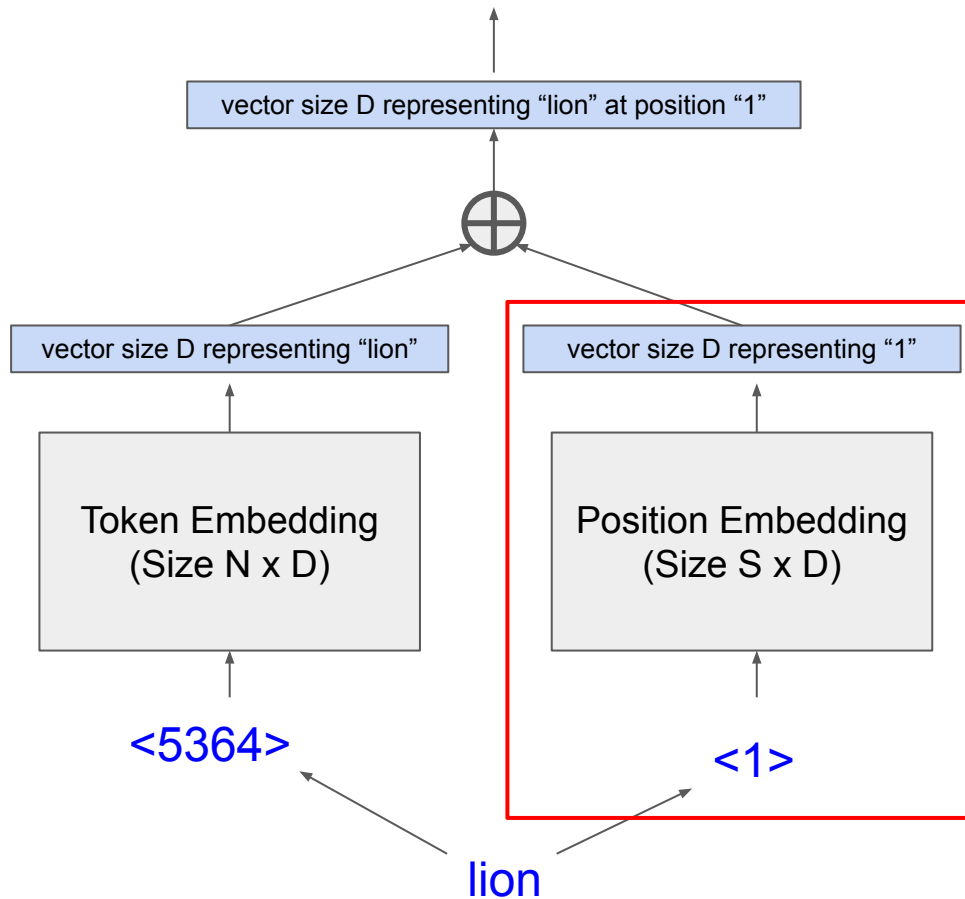 vector size D representing “lion” at position “1”
vector size D representing “lion”
vector size D representing “1”
Token Embedding
(Size N x D)
Position Embedding
(Size S x D)
<5364>
<1>
lion